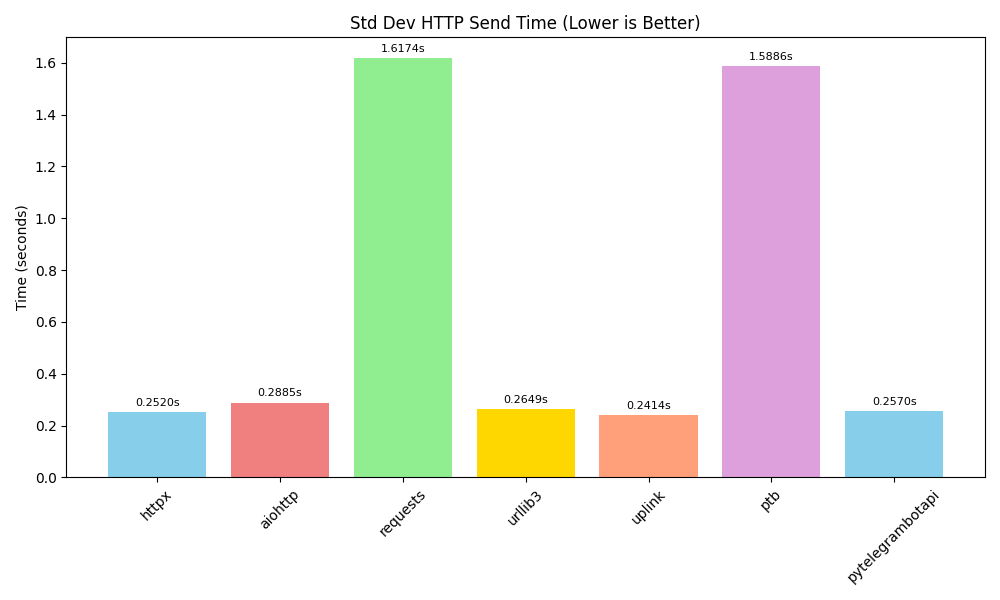 Std Dev HTTP Send Time (Lower is Better)
Time (seconds)
1.6
1.4
1.2
1.0
0.8
0.6
0.4
0.2
0.0
0.2520s
0.2885s
1.6174s
0.2649s
0.2414s
1.5886s
0.2570s
httpx
aiohttp
requests
urllib3
uplink
ptb
pytelegrambotapi